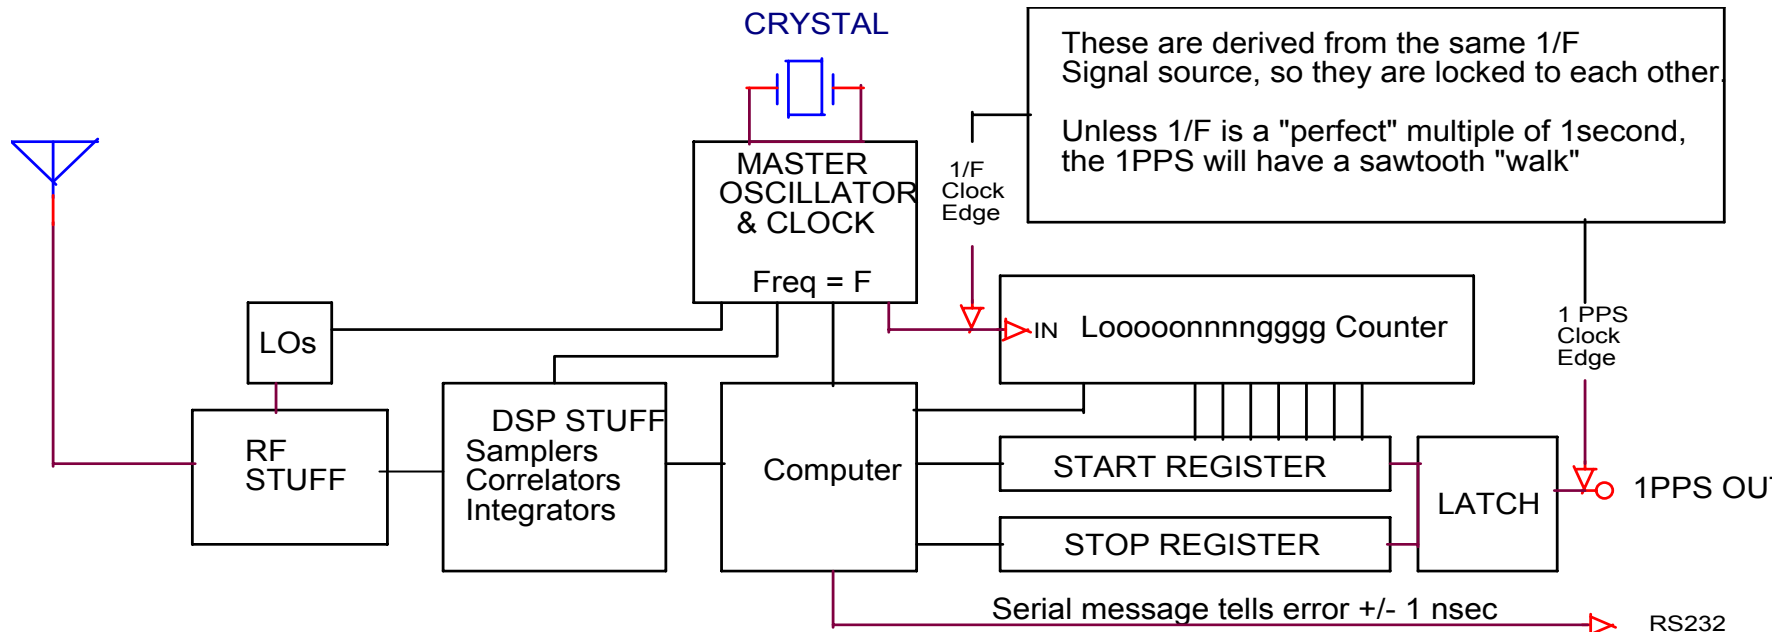 CRYSTAL
These are derived from the same 1/F
Signal source, so they are locked to each other.
Unless 1/F is a "perfect" multiple of 1second,
the 1PPS will have a sawtooth "walk"
MASTER
OSCILLATOR
& CLOCK
Freq = F
1/F
Clock
Edge
LOs
IN
Looooonnnngggg Counter
1 PPS
Clock
Edge
RF
STUFF
DSP STUFF
Samplers
Correlators
Integrators
Computer
START REGISTER
STOP REGISTER
LATCH
1PPS OUT
Serial message tells error +/- 1 nsec
RS232